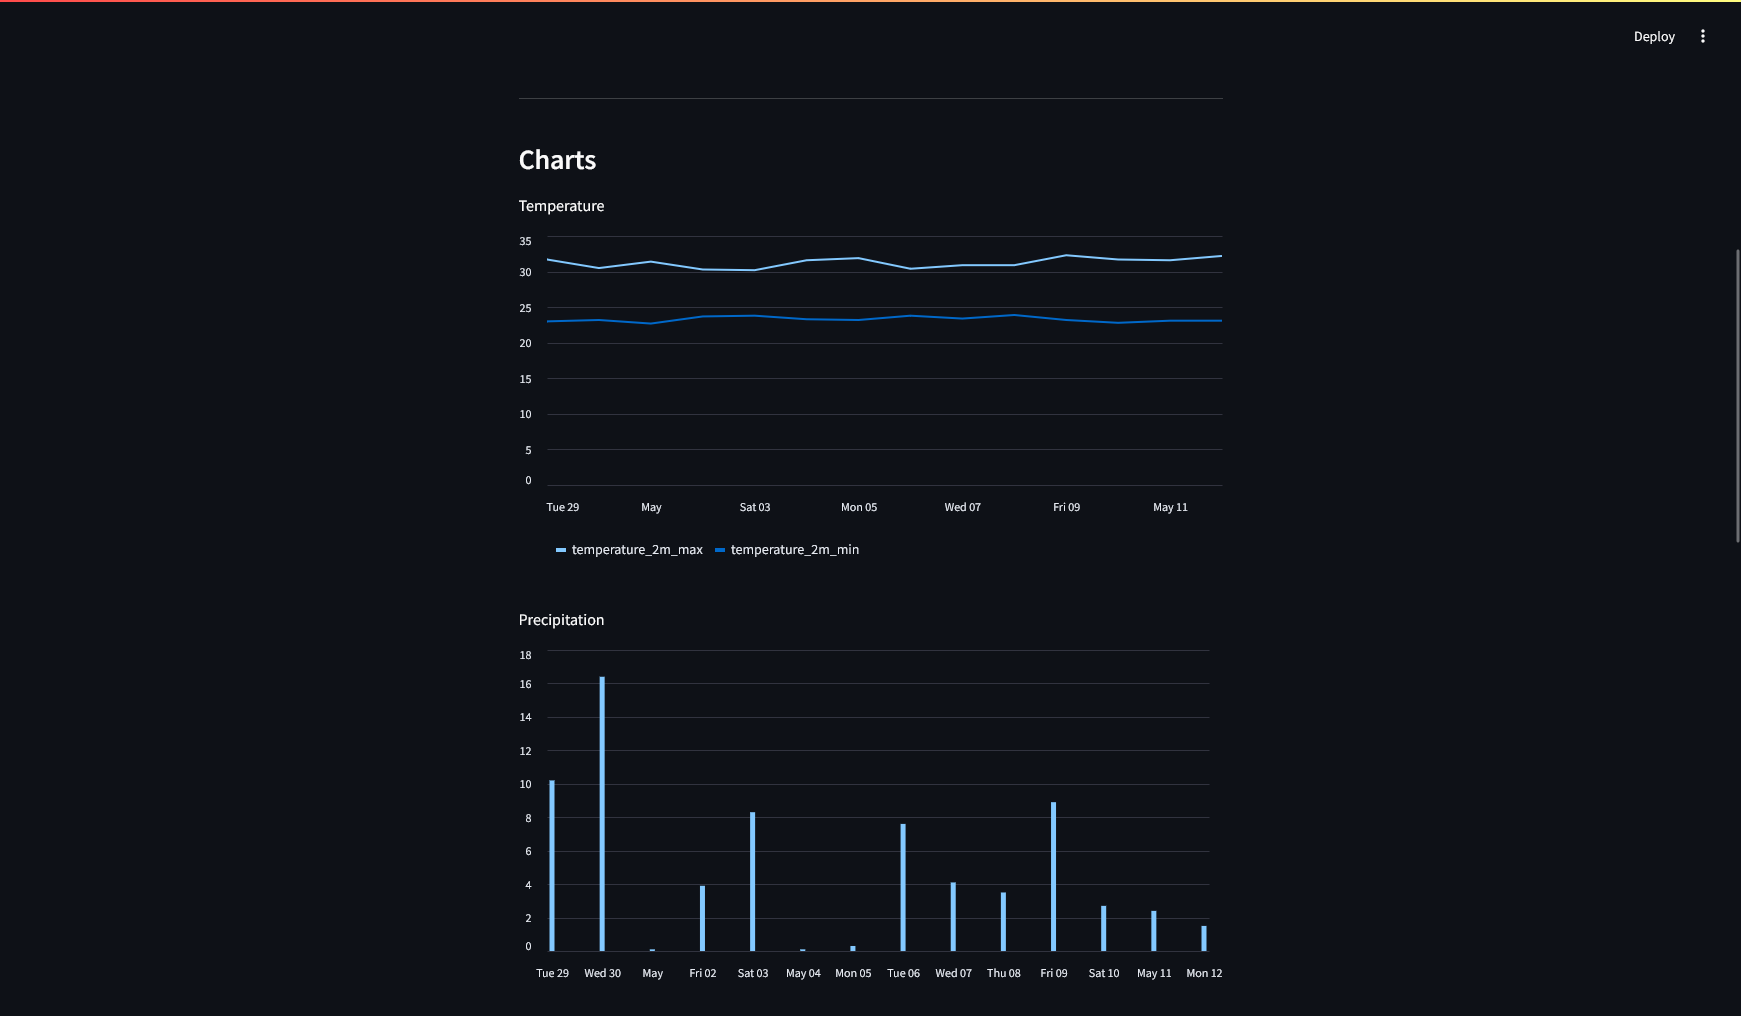 Deploy
Charts
Temperature
35
30
25
20
15
10
5
0
Tue 29 May Sat 03 Mon 05 Wed 07 Fri 09 May 11
temperature_2m_max temperature_2m_min
Precipitation
18
16
14
12
10
8
6
4
2
0
Tue 29 Wed 30 May Fri 02 Sat 03 May 04 Mon 05 Tue 06 Wed 07 Thu 08 Fri 09 Sat 10 May 11 Mon 12